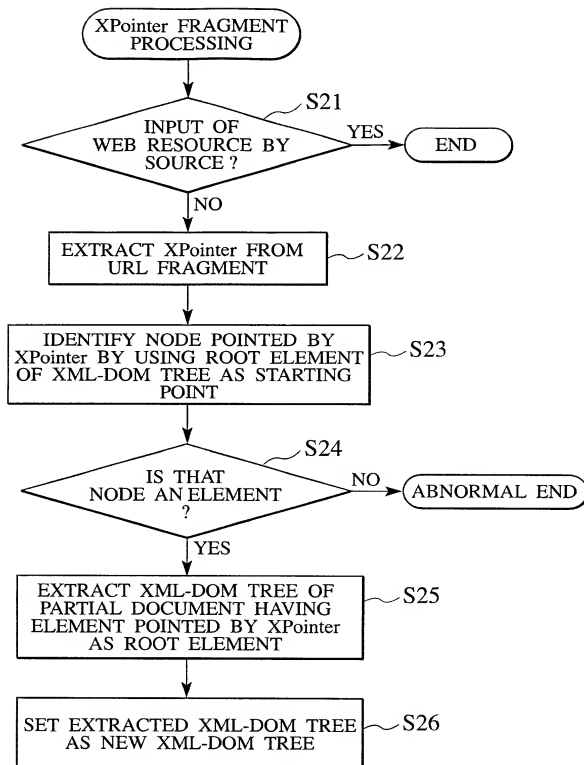 XPointer FRAGMENT
PROCESSING
S21
INPUT OF
WEB RESOURCE BY
SOURCE ?
YES
END
NO
EXTRACT XPointer FROM
URL FRAGMENT
S22
IDENTIFY NODE POINTED BY
XPointer BY USING ROOT ELEMENT
OF XML-DOM TREE AS STARTING
POINT
S23
S24
IS THAT
NODE AN ELEMENT
?
NO
ABNORMAL END
YES
EXTRACT XML-DOM TREE OF
PARTIAL DOCUMENT HAVING
ELEMENT POINTED BY XPointer
AS ROOT ELEMENT
S25
SET EXTRACTED XML-DOM TREE
AS NEW XML-DOM TREE
S26